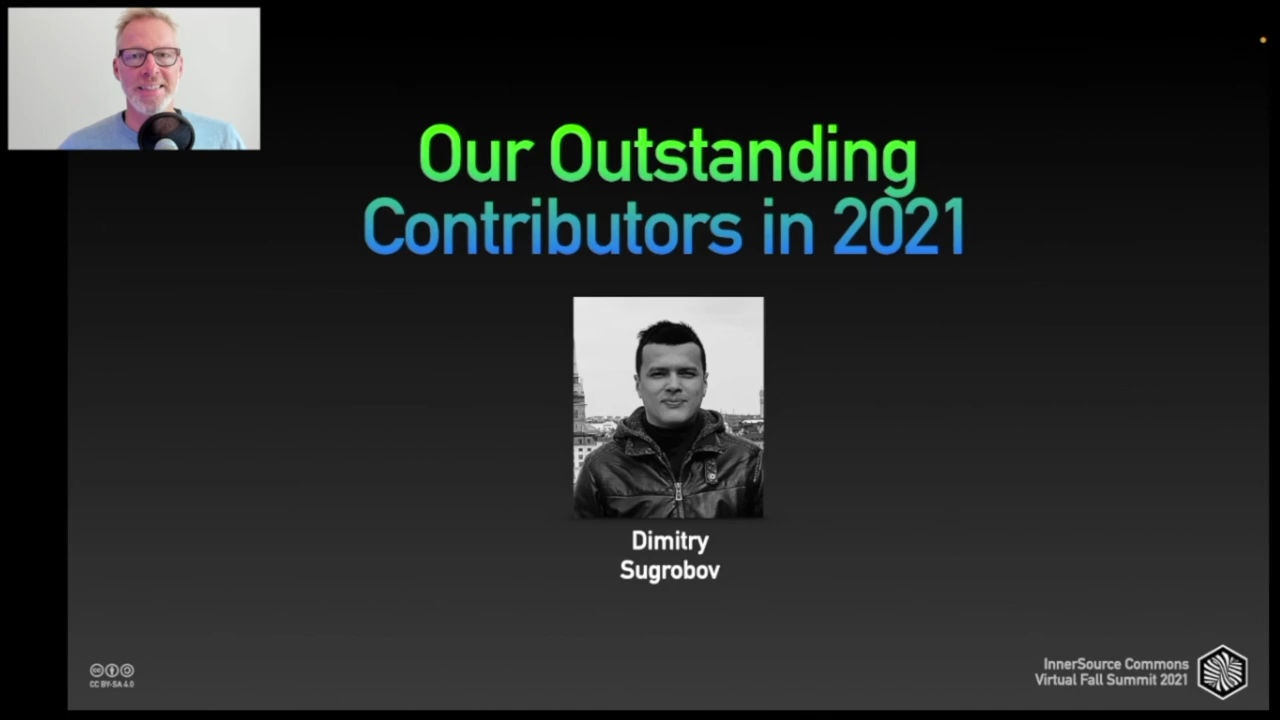 Our Outstanding
Contributors in 2021
Dimitry
Sugrobov
CC BY-SA 4.0
InnerSource Commons
Virtual Fall Summit 2021